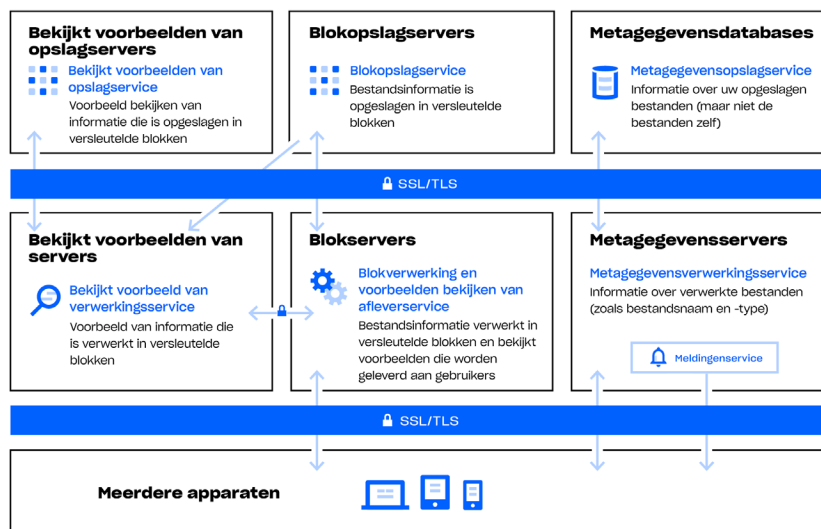 Bekijkt voorbeelden van
opslagservers
Bekijkt voorbeelden van
opslagservice
Voorbeeld bekijken van
informatie die is opgeslagen in
versleutelde blokken
Blokopslagservers
Blokopslagservice
Bestandsinformatie is
opgeslagen in versleutelde
blokken
Metagegevensdatabases
Metagegevensopslagservice
Informatie over uw opgeslagen
bestanden (maar niet de
bestanden zelf)
SSL/TLS
Bekijkt voorbeelden van
servers
Bekijkt voorbeeld van
verwerkingsservice
Voorbeeld van informatie die
is verwerkt in versleutelde
blokken
Blokservers
Blokverwerking en
voorbeelden bekijken van
afleverservice
Bestandsinformatie verwerkt in
versleutelde blokken en bekijkt
voorbeelden die worden
geleverd aan gebruikers
Metagegevensservers
Metagegevensverwerkingsservice
Informatie over verwerkte bestanden
(zoals bestandsnaam en -type)
Meldingenservice
SSL/TLS
Meerdere apparaten